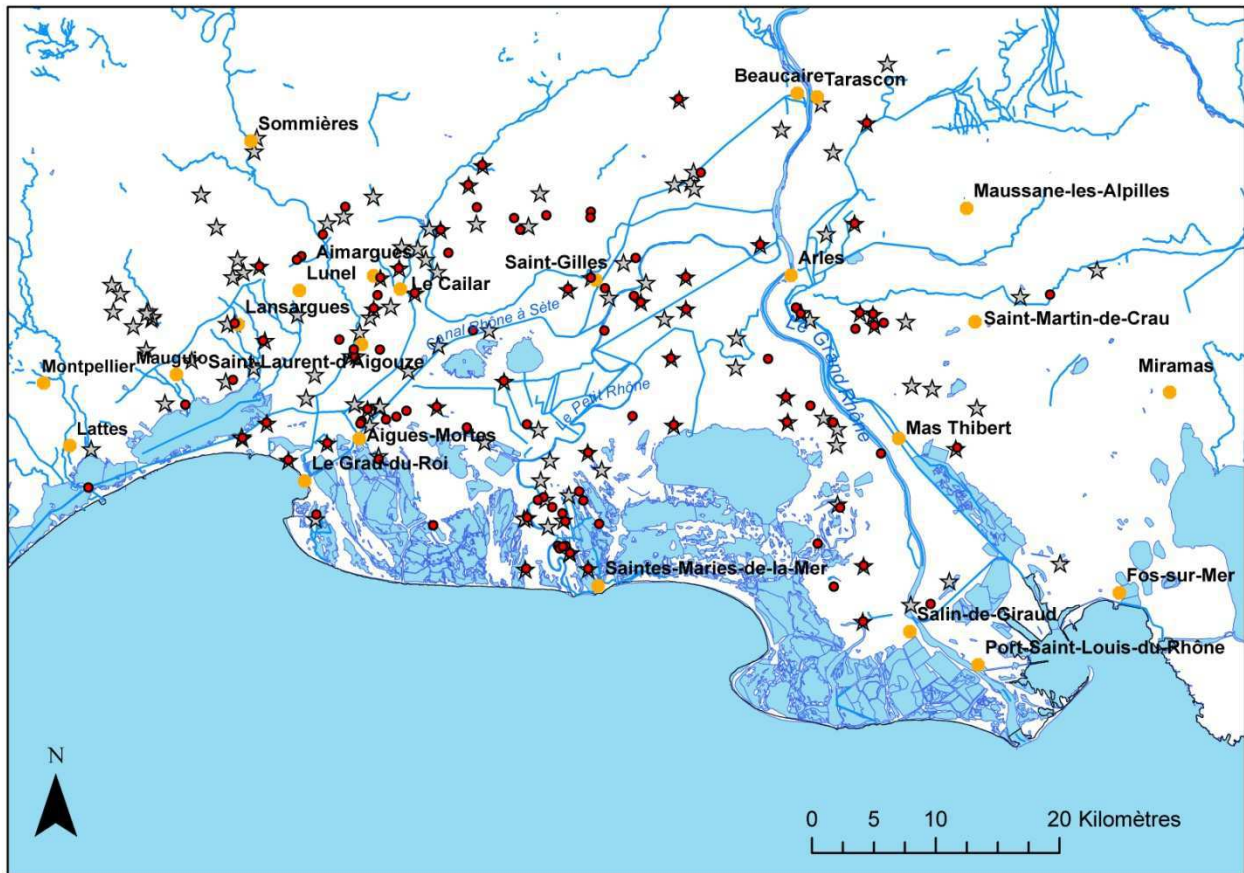 Beaucaire
Tarascon
Sommières
Maussane-les-Alpilles
Aimargues
Saint-Gilles
Arles
Lunel
Le Cailar
Lansargues
Canal Rhône à Sète
Saint-Martin-de-Crau
Le Grand Rhône
Montpellier
Mauguio
Saint-Laurent-d'Aigouze
Miramas
Le Petit Rhône
Lattes
Aigues-Mortes
Mas Thibert
Le Grau-du-Roi
Saintes-Maries-de-la-Mer
Fos-sur-Mer
Salin-de-Giraud
Port-Saint-Louis-du-Rhône
N
0 5 10 20 Kilomètres